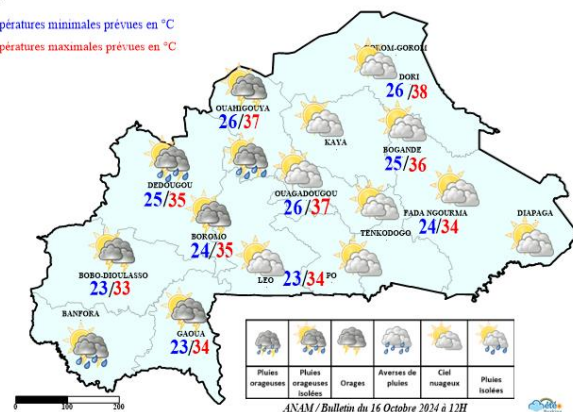 pératures minimales prévues en °C
pératures maximales prévues en °C
DORI
26/38
OUAHIGOUYA
26/37
KAYA
BOGANDE
25/36
DEDOUGOU
25/35
OUAGADOUGOU
26/37
FADA NGOURMA
24/34
DIAPAGA
TENKODOGO
BOROMO
24/35
BOBO-DIOULASSO
23/33
LEO
23/34
PO
BANFORA
GAOUA
23/34
Pluies orageuses
Pluies orageuses isolées
Orages
Averses de pluies
Ciel nuageux
Pluies isolées
0 100 200
ANAM / Bulletin du 16 Octobre 2024 à 12H